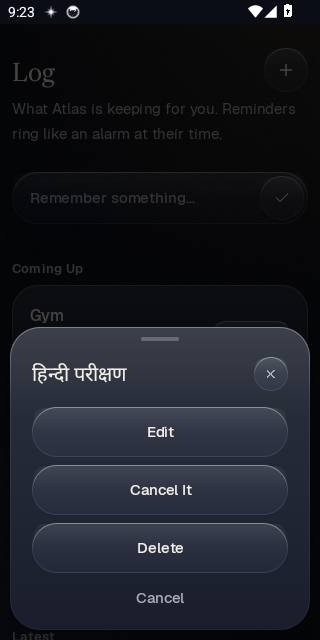 9:23
Log
What Atlas is keeping for you. Reminders
ring like an alarm at their time.
Remember something...
Coming Up
Gym
हिन्दी परीक्षण
Edit
Cancel It
Delete
Cancel
Latest